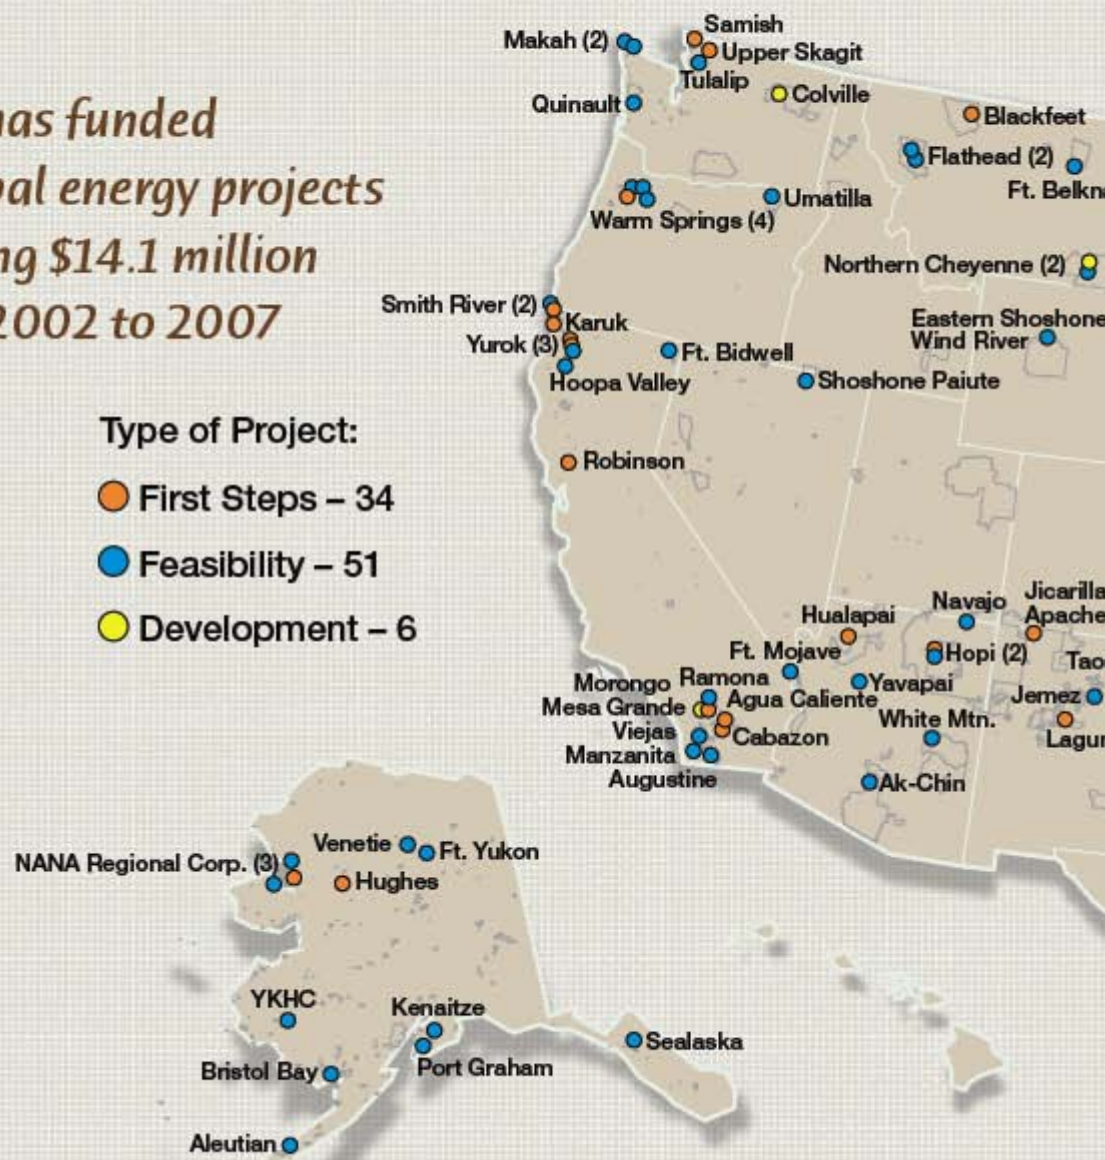 has funded
bal energy projects
ng $14.1 million
2002 to 2007
Type of Project:
First Steps – 34
Feasibility – 51
Development – 6
Samish
Makah (2)
Upper Skagit
Tulalip
Colville
Quinault
Blackfeet
Flathead (2)
Ft. Belkna
Umatilla
Warm Springs (4)
Northern Cheyenne (2)
Smith River (2)
Karuk
Eastern Shoshone
Wind River
Yurok (3)
Ft. Bidwell
Hoopa Valley
Shoshone Paiute
Robinson
Jicarilla
Apache
Navajo
Hualapai
Ft. Mojave
Hopi (2)
Tao
Morongo
Ramona
Yavapai
Jemez
Mesa Grande
Agua Caliente
White Mtn.
Viejas
Cabazon
Lagun
Manzanita
Augustine
Ak-Chin
Venetie
Ft. Yukon
NANA Regional Corp. (3)
Hughes
YKHC
Kenaitze
Sealaska
Port Graham
Bristol Bay
Aleutian